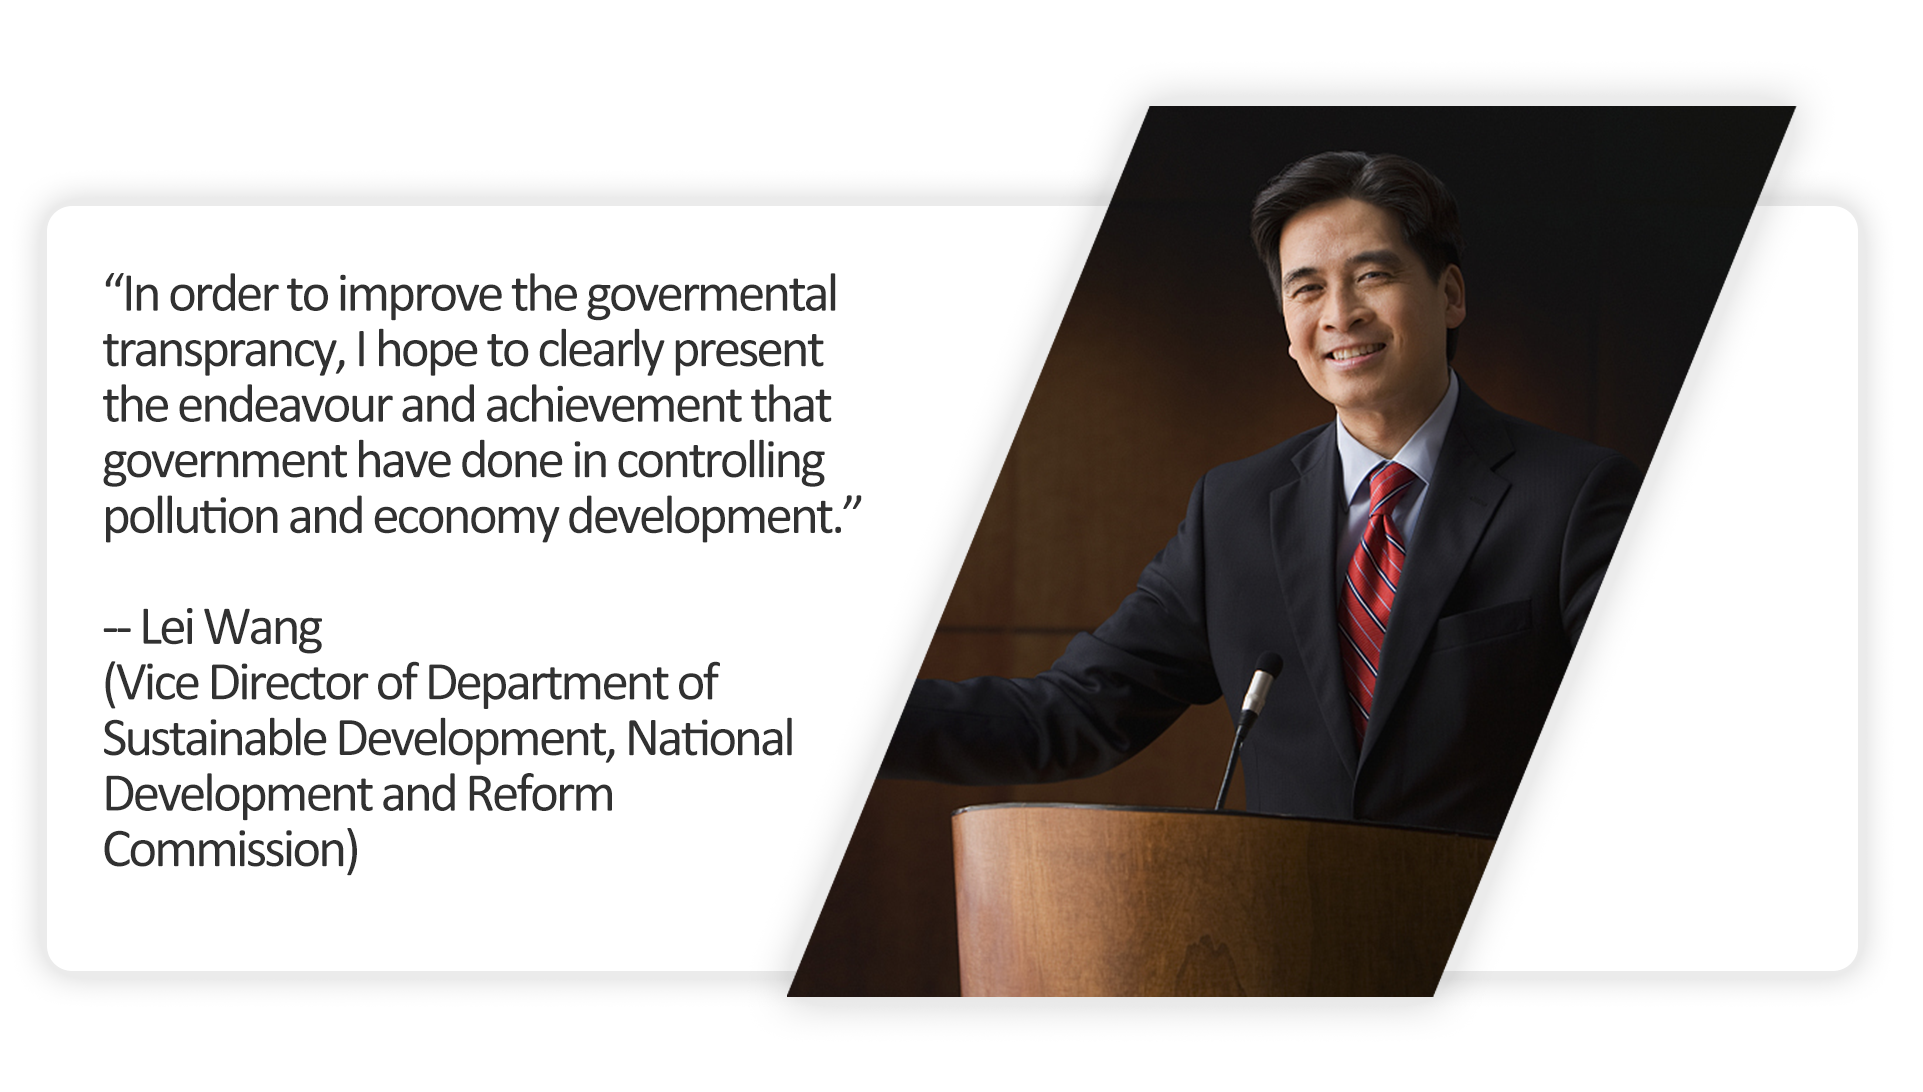 “In order to improve the govermental
transprancy, I hope to clearly present
the endeavour and achievement that
government have done in controlling
pollution and economy development.”
-- Lei Wang
(Vice Director of Department of
Sustainable Development, National
Development and Reform
Commission)